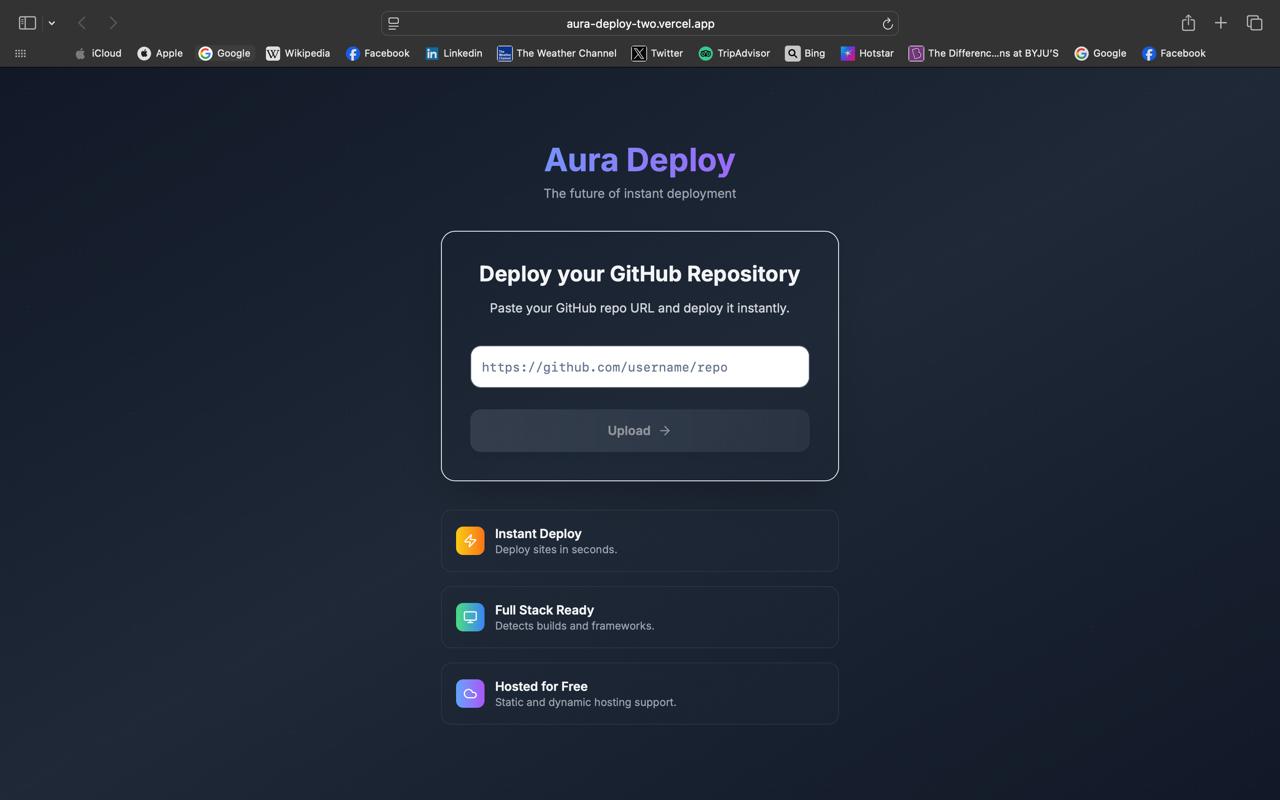 aura-deploy-two.vercel.app
iCloud Apple Google Wikipedia Facebook Linkedin The Weather Channel Twitter TripAdvisor Bing Hotstar The Differenc...ns at BYJU'S Google Facebook
Aura Deploy
The future of instant deployment
Deploy your GitHub Repository
Paste your GitHub repo URL and deploy it instantly.
https://github.com/username/repo
Upload →
Instant Deploy
Deploy sites in seconds.
Full Stack Ready
Detects builds and frameworks.
Hosted for Free
Static and dynamic hosting support.